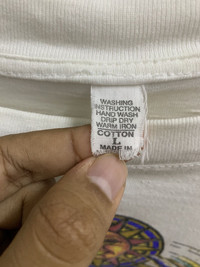 WASHING
INSTRUCTION
HAND WASH
DRIP DRY
WARM IRON
COTTON
L
MADE IN